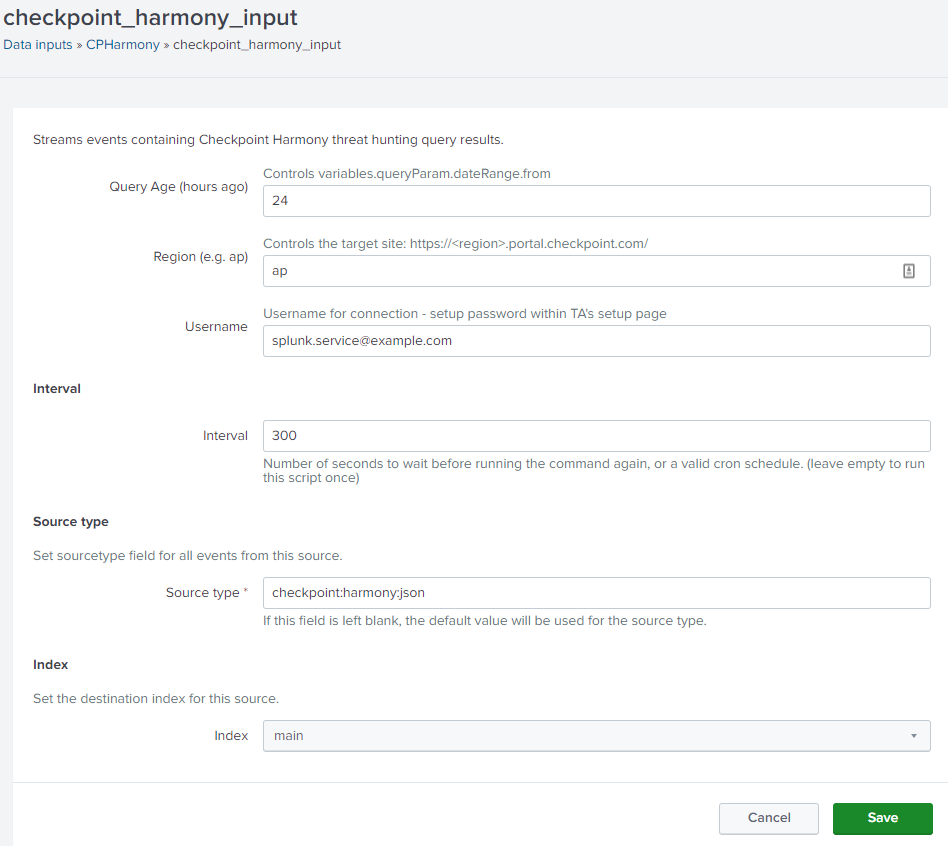 checkpoint_harmony_input
Data inputs » CPHarmony » checkpoint_harmony_input
Streams events containing Checkpoint Harmony threat hunting query results.
Controls variables.queryParam.dateRange.from
Query Age (hours ago)
24
Controls the target site: https://<region>.portal.checkpoint.com/
Region (e.g. ap)
ap
Username for connection - setup password within TA's setup page
Username
splunk.service@example.com
Interval
Interval
300
Number of seconds to wait before running the command again, or a valid cron schedule. (leave empty to run
this script once)
Source type
Set sourcetype field for all events from this source.
Source type *
checkpoint:harmony:json
If this field is left blank, the default value will be used for the source type.
Index
Set the destination index for this source.
Index
main
Cancel
Save